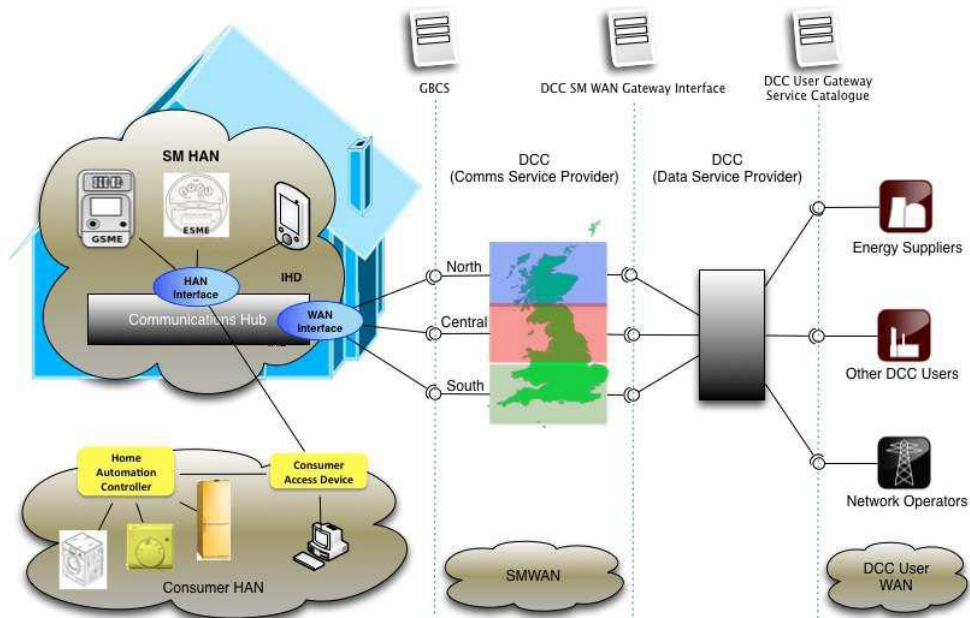 GBCS
DCC SM WAN Gateway Interface
DCC User Gateway
Service Catalogue
SM HAN
GSME
ESME
IHD
HAN
Interface
Communications Hub
WAN
Interface
DCC
(Comms Service Provider)
DCC
(Data Service Provider)
North
Central
South
Energy Suppliers
Other DCC Users
Network Operators
Home
Automation
Controller
Consumer
Access Device
Consumer HAN
SMWAN
DCC User
WAN